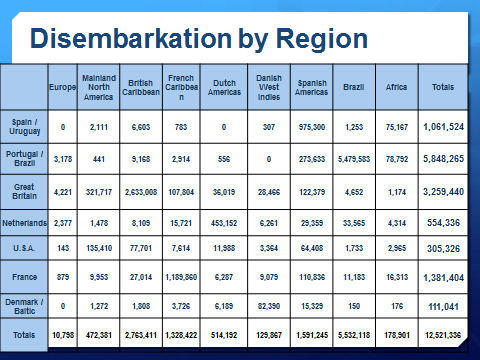 Disembarkation by Region
Europe Mainland North America British Caribbean French Caribbean Dutch Americas Danish West Indies Spanish Americas Brazil Africa Totals
Spain / Uruguay 0 2,111 6,603 783 0 307 975,300 1,253 75,167 1,061,524
Portugal / Brazil 3,178 441 9,168 2,914 556 0 273,633 5,479,583 78,792 5,848,265
Great Britain 4,221 321,717 2,633,008 107,804 36,019 28,466 122,379 4,652 1,174 3,259,440
Netherlands 2,377 1,478 8,109 15,721 453,152 6,261 29,359 33,565 4,314 554,336
U.S.A. 143 135,410 77,701 7,614 11,988 3,364 64,408 1,733 2,965 305,326
France 879 9,953 27,014 1,189,860 6,287 9,079 110,836 11,183 16,313 1,381,404
Denmark / Baltic 0 1,272 1,808 3,726 6,189 82,390 15,329 150 176 111,041
Totals 10,798 472,381 2,763,411 1,328,422 514,192 129,867 1,591,245 5,532,118 178,901 12,521,336